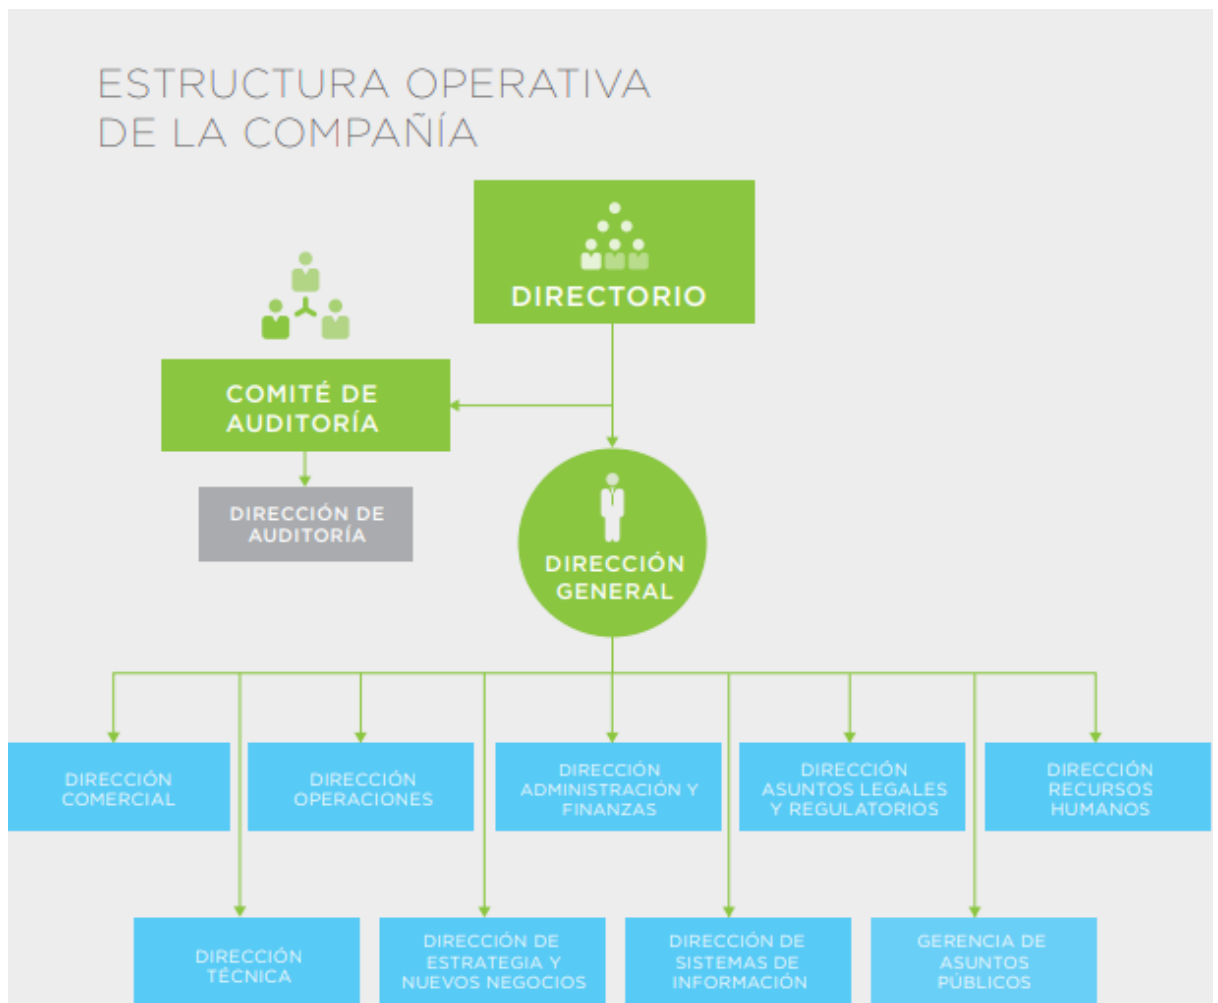 ESTRUCTURA OPERATIVA
DE LA COMPAÑÍA
DIRECTORIO
COMITÉ DE
AUDITORÍA
DIRECCIÓN DE
AUDITORÍA
DIRECCIÓN
GENERAL
DIRECCIÓN
COMERCIAL
DIRECCIÓN
OPERACIONES
DIRECCIÓN
ADMINISTRACIÓN Y
FINANZAS
DIRECCIÓN
ASUNTOS LEGALES
Y REGULATORIOS
DIRECCIÓN
RECURSOS
HUMANOS
DIRECCIÓN
TÉCNICA
DIRECCIÓN DE
ESTRATEGIA Y
NUEVOS NEGOCIOS
DIRECCIÓN DE
SISTEMAS DE
INFORMACIÓN
GERENCIA DE
ASUNTOS
PÚBLICOS